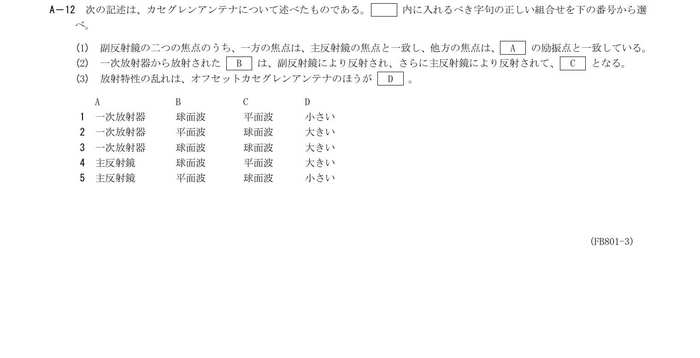 A－12 次の記述は、カセグレンアンテナについて述べたものである。 内に入れるべき字句の正しい組合せを下の番号から選
べ。
(1) 副反射鏡の二つの焦点のうち、一方の焦点は、主反射鏡の焦点と一致し、他方の焦点は、 A の励振点と一致している。
(2) 一次放射器から放射された B は、副反射鏡により反射され、さらに主反射鏡により反射されて、 C となる。
(3) 放射特性の乱れは、オフセットカセグレンアンテナのほうが D 。
A B C D
1 一次放射器 球面波 平面波 小さい
2 一次放射器 平面波 球面波 大きい
3 一次放射器 球面波 球面波 大きい
4 主反射鏡 球面波 平面波 大きい
5 主反射鏡 平面波 球面波 小さい
(FB801-3)